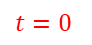 t = 0